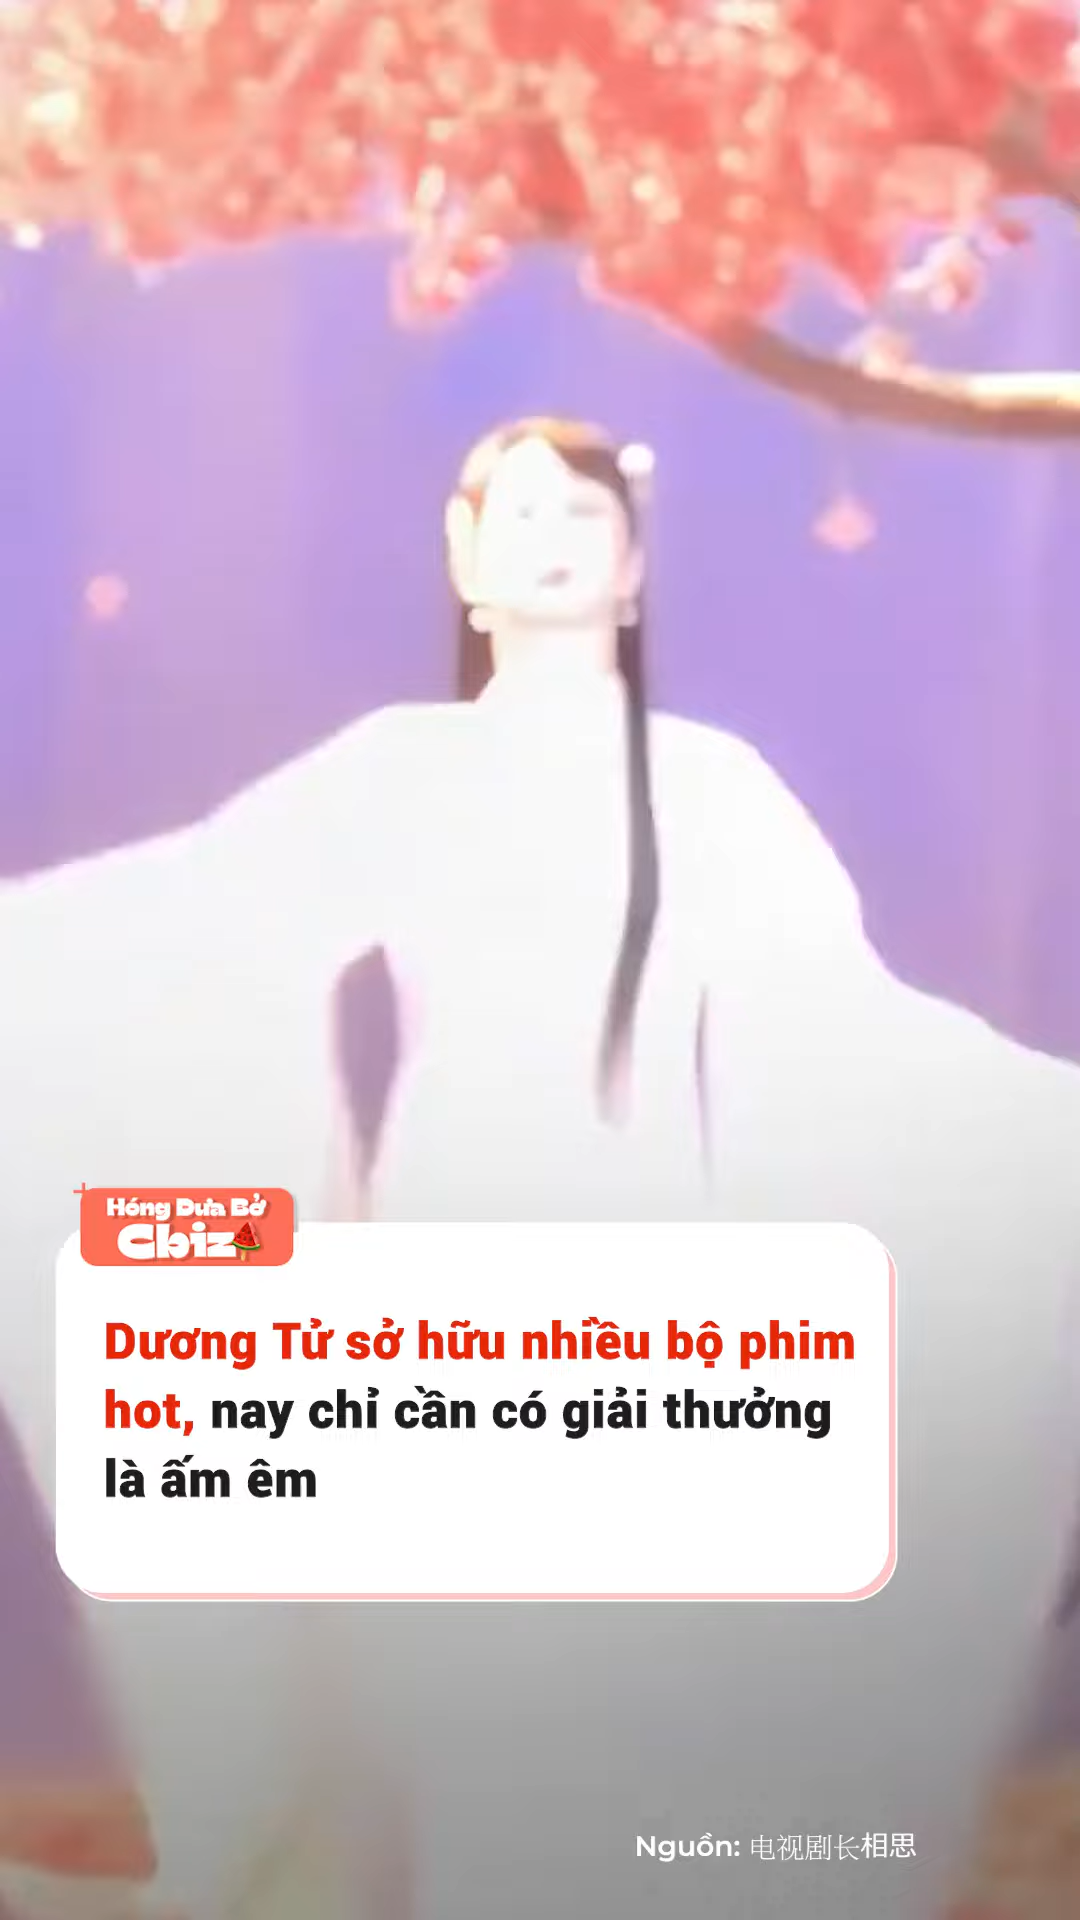 Hóng Dưa Bở
Cbiz
Dương Tử sở hữu nhiều bộ phim
hot, nay chỉ cần có giải thưởng
là ấm êm
Nguồn: 电视剧长相思